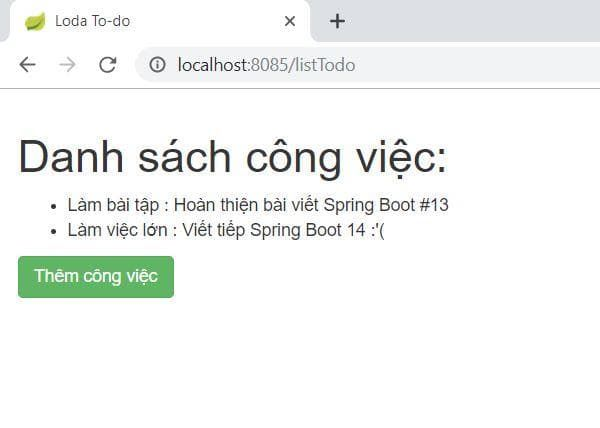 Loda To-do
localhost:8085/listTodo
Danh sách công việc:
Làm bài tập : Hoàn thiện bài viết Spring Boot #13
Làm việc lớn : Viết tiếp Spring Boot 14 :'(
Thêm công việc